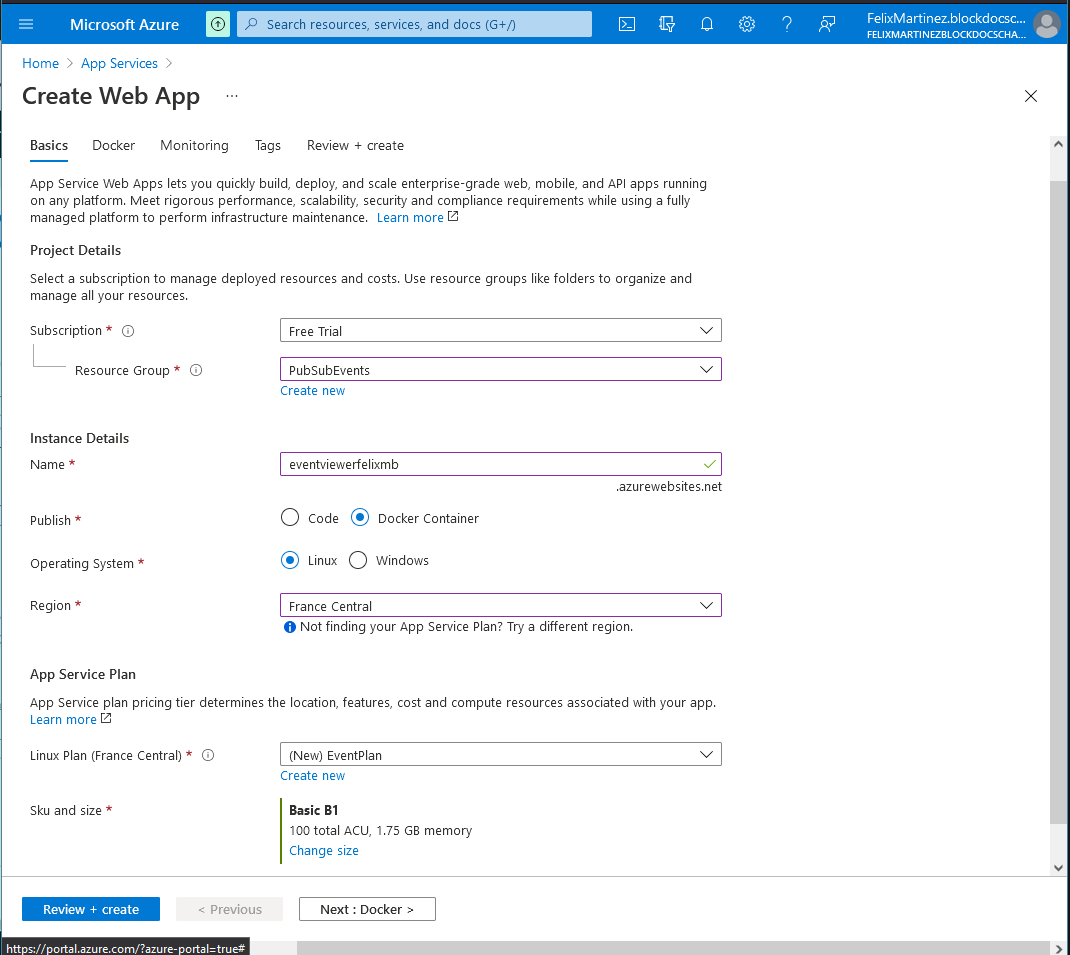 Microsoft Azure
Search resources, services, and docs (G+/)
FelixMartinez.blockdocsc...
FELIXMARTINEZBLOCKDOCSCHA...
Home > App Services >
Create Web App ...
Basics Docker Monitoring Tags Review + create
App Service Web Apps lets you quickly build, deploy, and scale enterprise-grade web, mobile, and API apps running
on any platform. Meet rigorous performance, scalability, security and compliance requirements while using a fully
managed platform to perform infrastructure maintenance. Learn more
Project Details
Select a subscription to manage deployed resources and costs. Use resource groups like folders to organize and
manage all your resources.
Subscription * Free Trial
Resource Group * PubSubEvents
Create new
Instance Details
Name * eventviewerfelixmb
.azurewebsites.net
Publish * Code Docker Container
Operating System * Linux Windows
Region * France Central
Not finding your App Service Plan? Try a different region.
App Service Plan
App Service plan pricing tier determines the location, features, cost and compute resources associated with your app.
Learn more
Linux Plan (France Central) * (New) EventPlan
Create new
Sku and size * Basic B1
100 total ACU, 1.75 GB memory
Change size
Review + create < Previous Next : Docker >
https://portal.azure.com/?azure-portal=true#